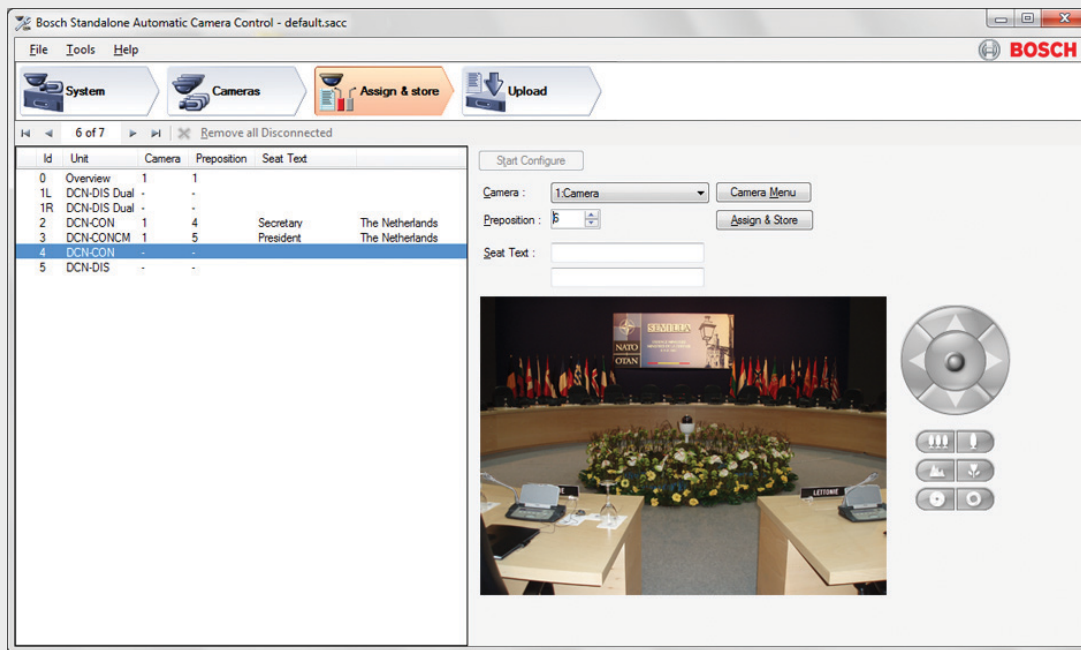 Bosch Standalone Automatic Camera Control - default.sacc
File Tools Help
BOSCH
System Cameras Assign & store Upload
6 of 7 Remove all Disconnected
Id Unit Camera Preposition Seat Text
0 Overview 1 1
1L DCN-DIS Dual - -
1R DCN-DIS Dual - -
2 DCN-CON 1 4 Secretary The Netherlands
3 DCN-CONCM 1 5 President The Netherlands
4 DCN-CON - -
5 DCN-DIS - -
Start Configure
Camera : 1:Camera Camera Menu
Preposition : 6 Assign & Store
Seat Text :
SEVILLA
NATO
OTAN
LETTONIE